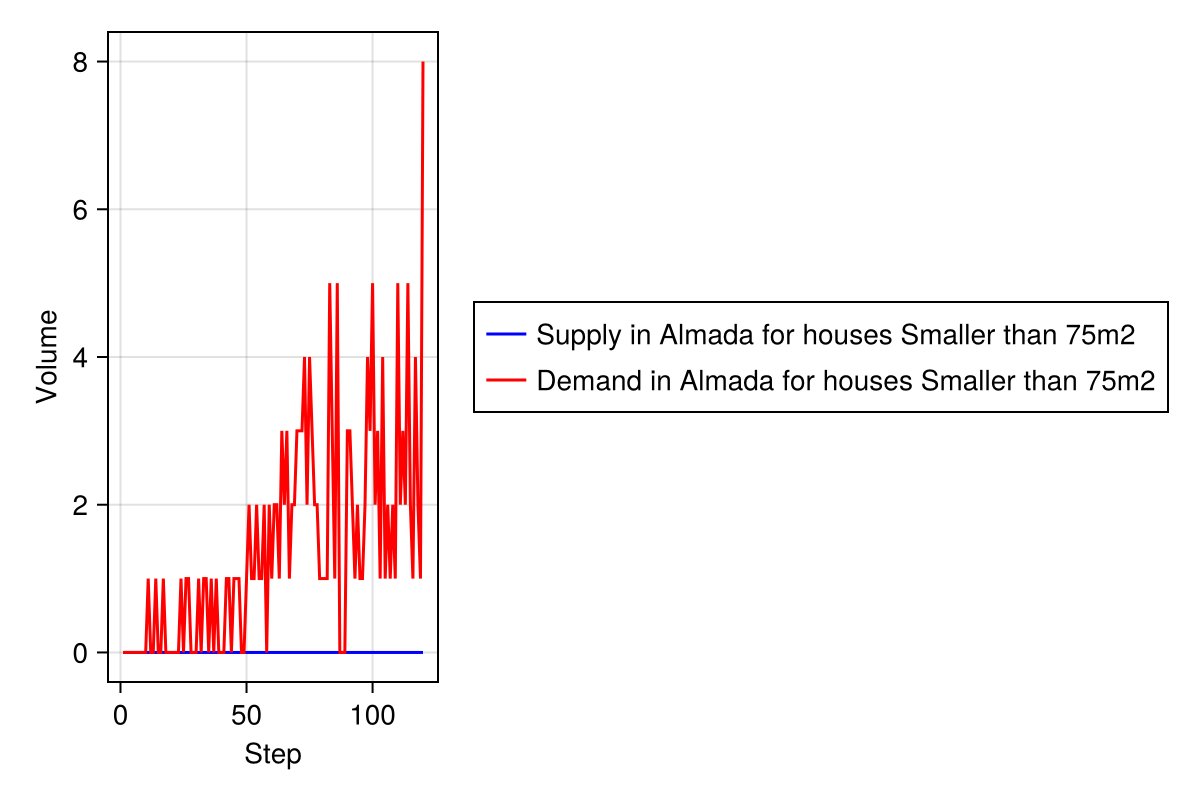 8
6
4
2
0
Volume
0 50 100
Step
Supply in Almada for houses Smaller than 75m2
Demand in Almada for houses Smaller than 75m2